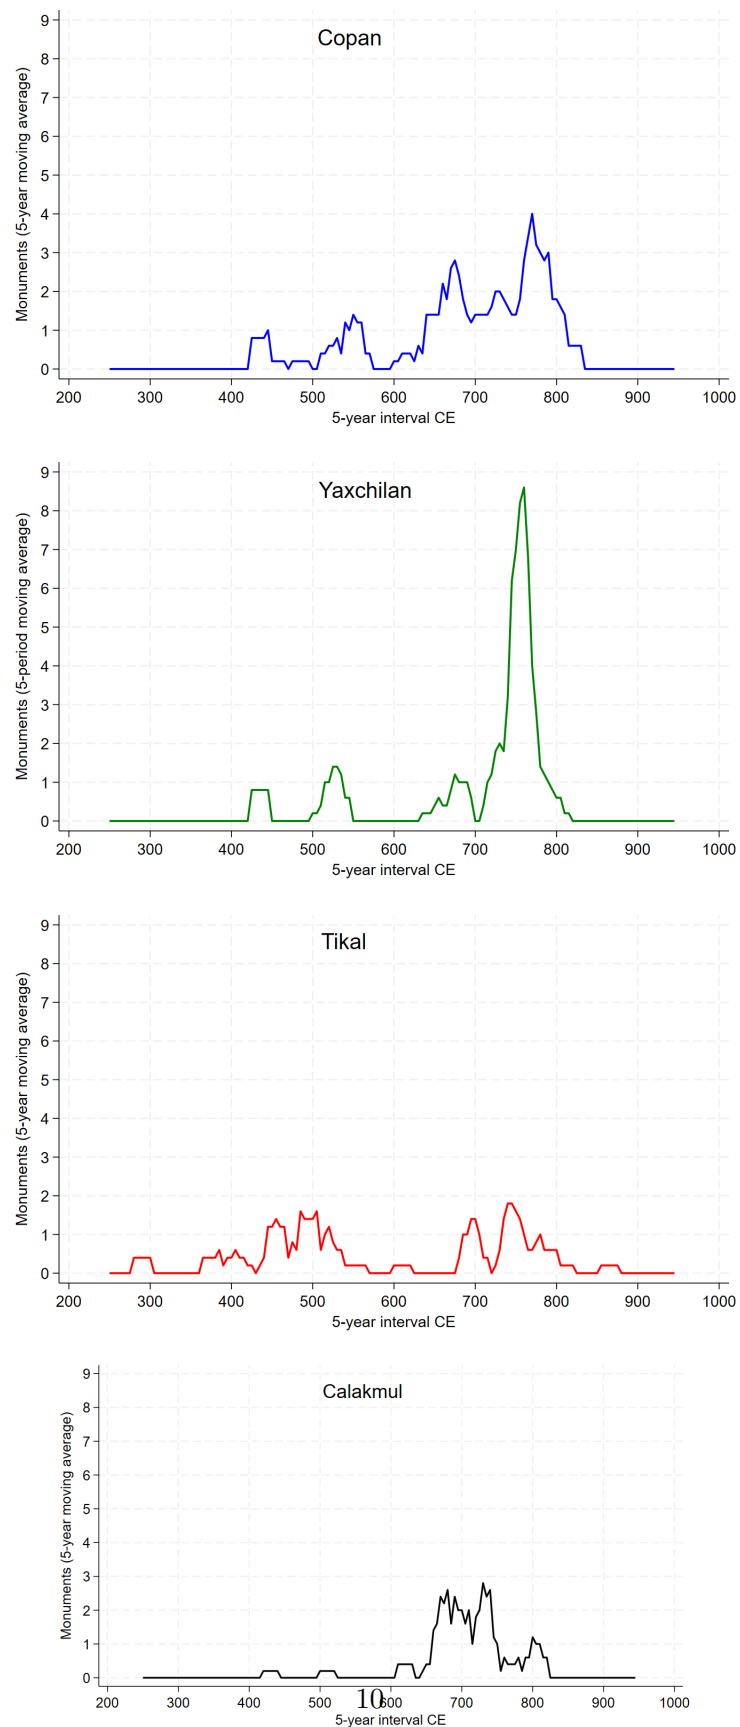 Copan
Monuments (5-year moving average)
9
8
7
6
5
4
3
2
1
0
200 300 400 500 600 700 800 900 1000
5-year interval CE
Yaxchilan
Monuments (5-period moving average)
9
8
7
6
5
4
3
2
1
0
200 300 400 500 600 700 800 900 1000
5-year interval CE
Tikal
Monuments (5-year moving average)
9
8
7
6
5
4
3
2
1
0
200 300 400 500 600 700 800 900 1000
5-year interval CE
Calakmul
Monuments (5-year moving average)
9
8
7
6
5
4
3
2
1
0
200 300 400 500 600 700 800 900 1000
10
5-year interval CE